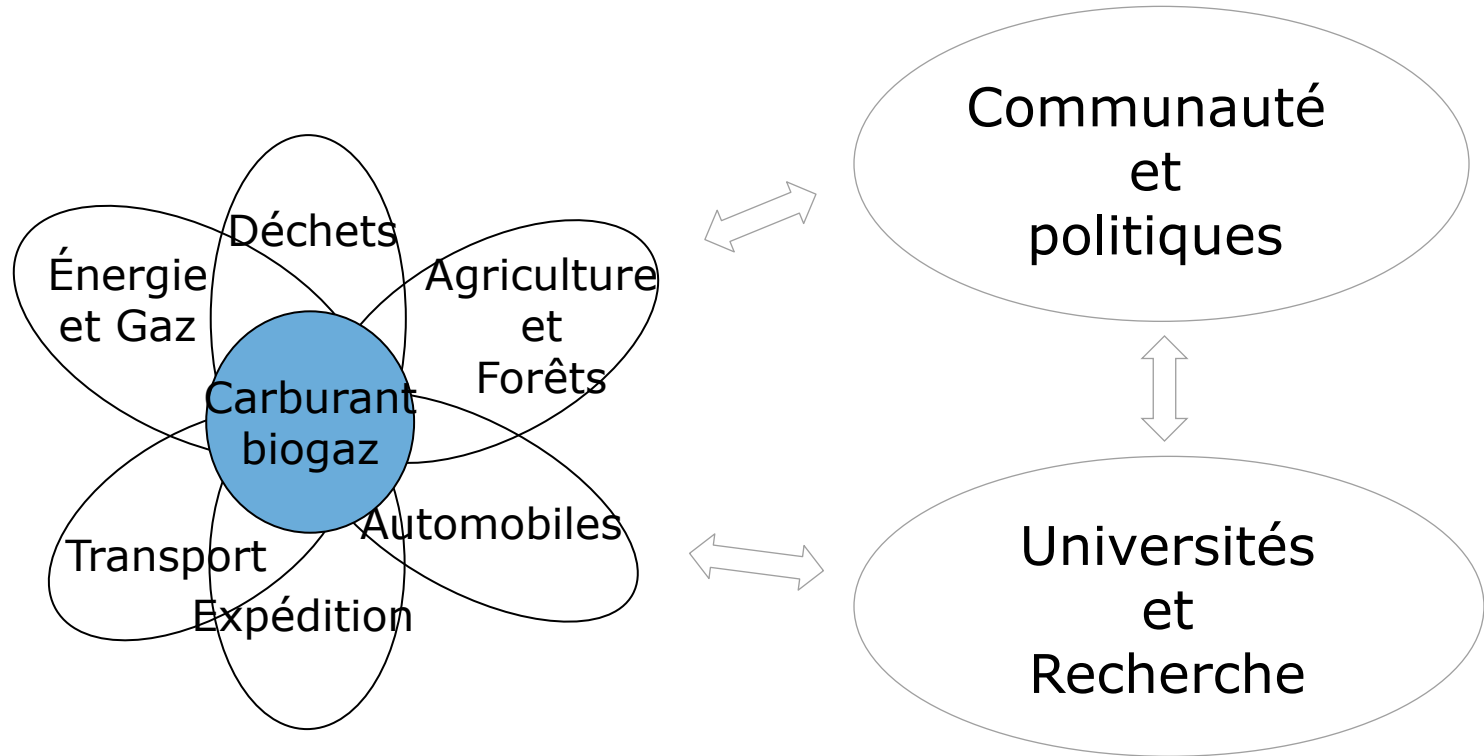 Déchets
Énergie
et Gaz
Agriculture
et
Forêts
Carburant
biogaz
Automobiles
Transport
Expédition
Communauté
et
politiques
Universités
et
Recherche